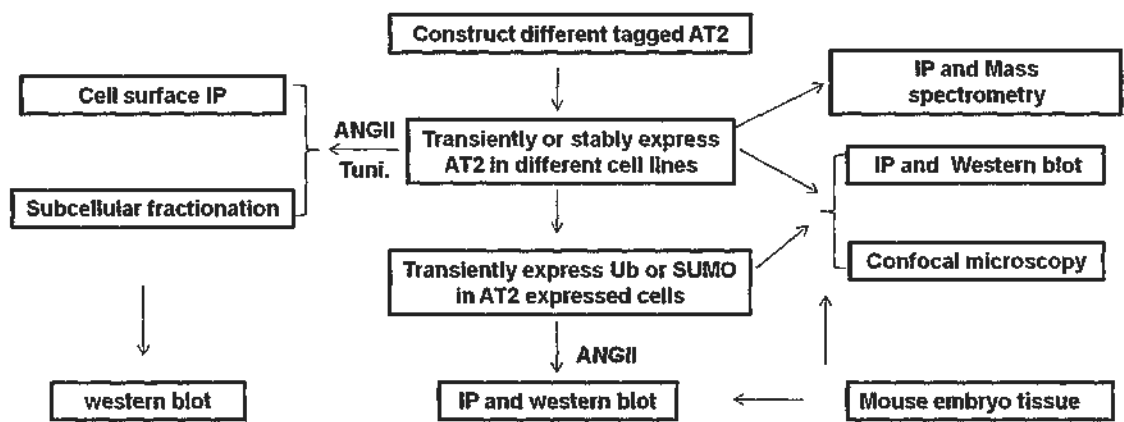 Construct different tagged AT2
Cell surface IP
IP and Mass
spectrometry
ANGII
Tuni.
Transiently or stably express
AT2 in different cell lines
IP and Western blot
Subcellular fractionation
Transiently express Ub or SUMO
in AT2 expressed cells
Confocal microscopy
ANGII
western blot
IP and western blot
Mouse embryo tissue